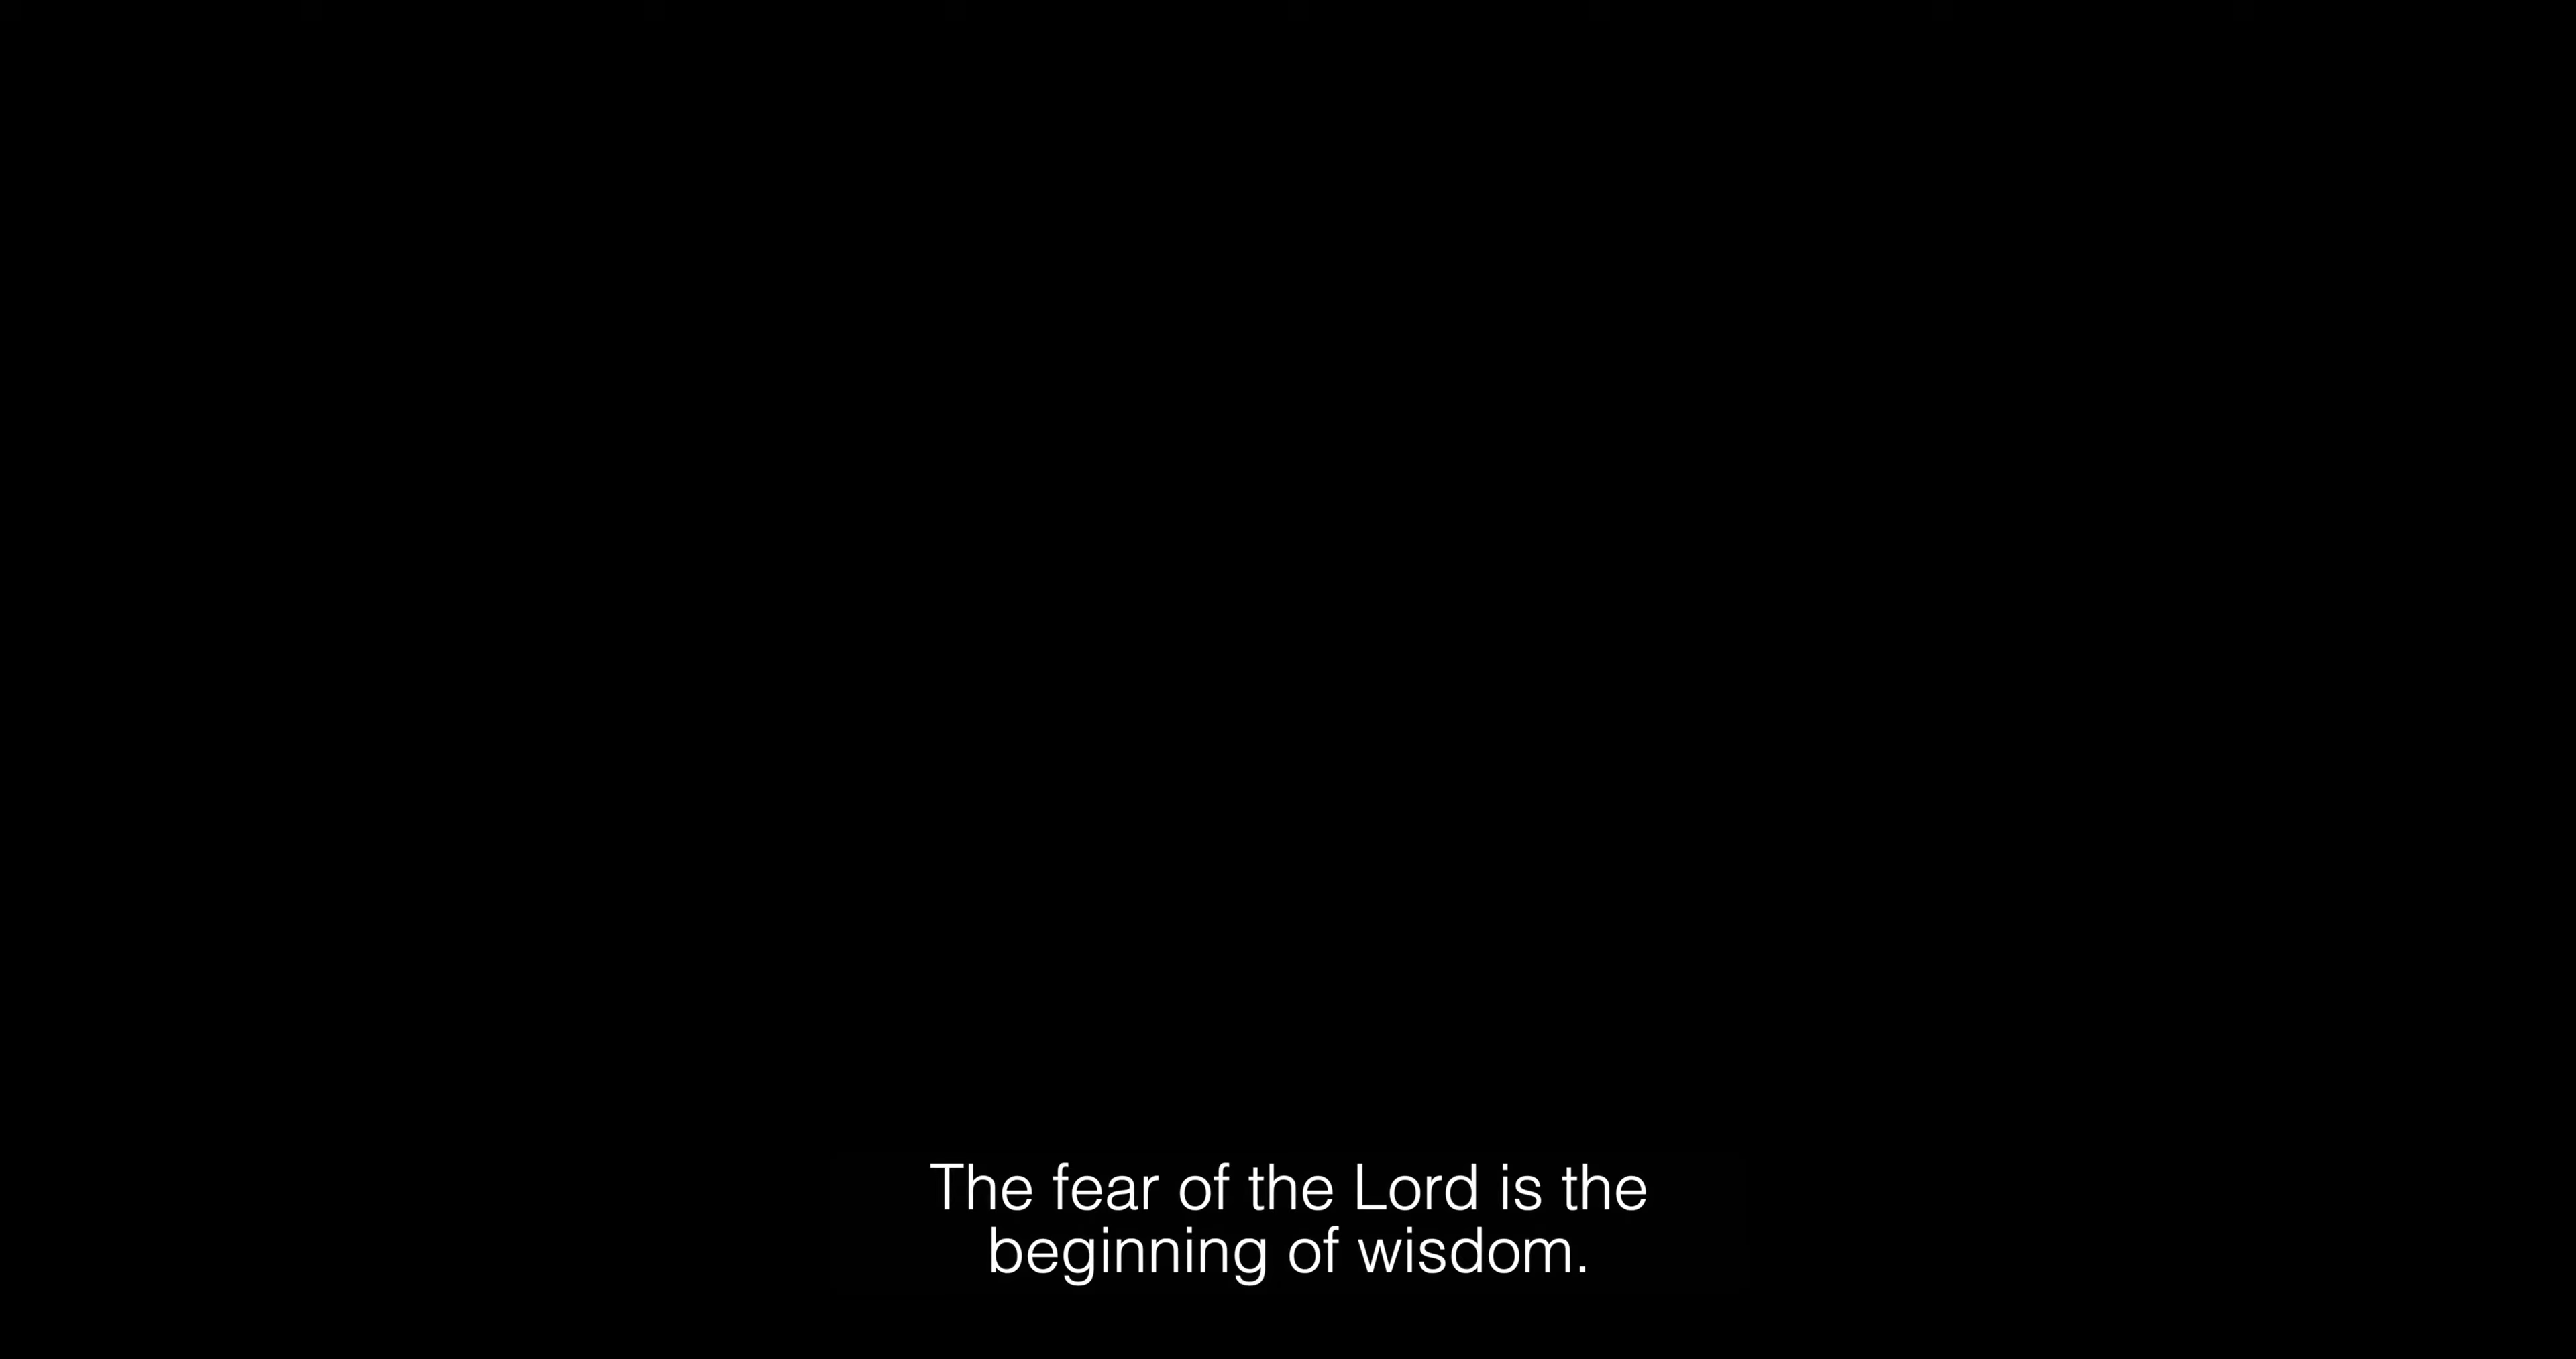 The fear of the Lord is the
beginning of wisdom.